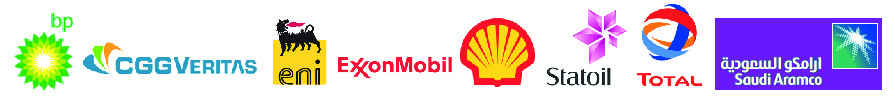 bp
CGGVERITAS
eni
ExxonMobil
Statoil
TOTAL
ارامكو السعودية
Saudi Aramco